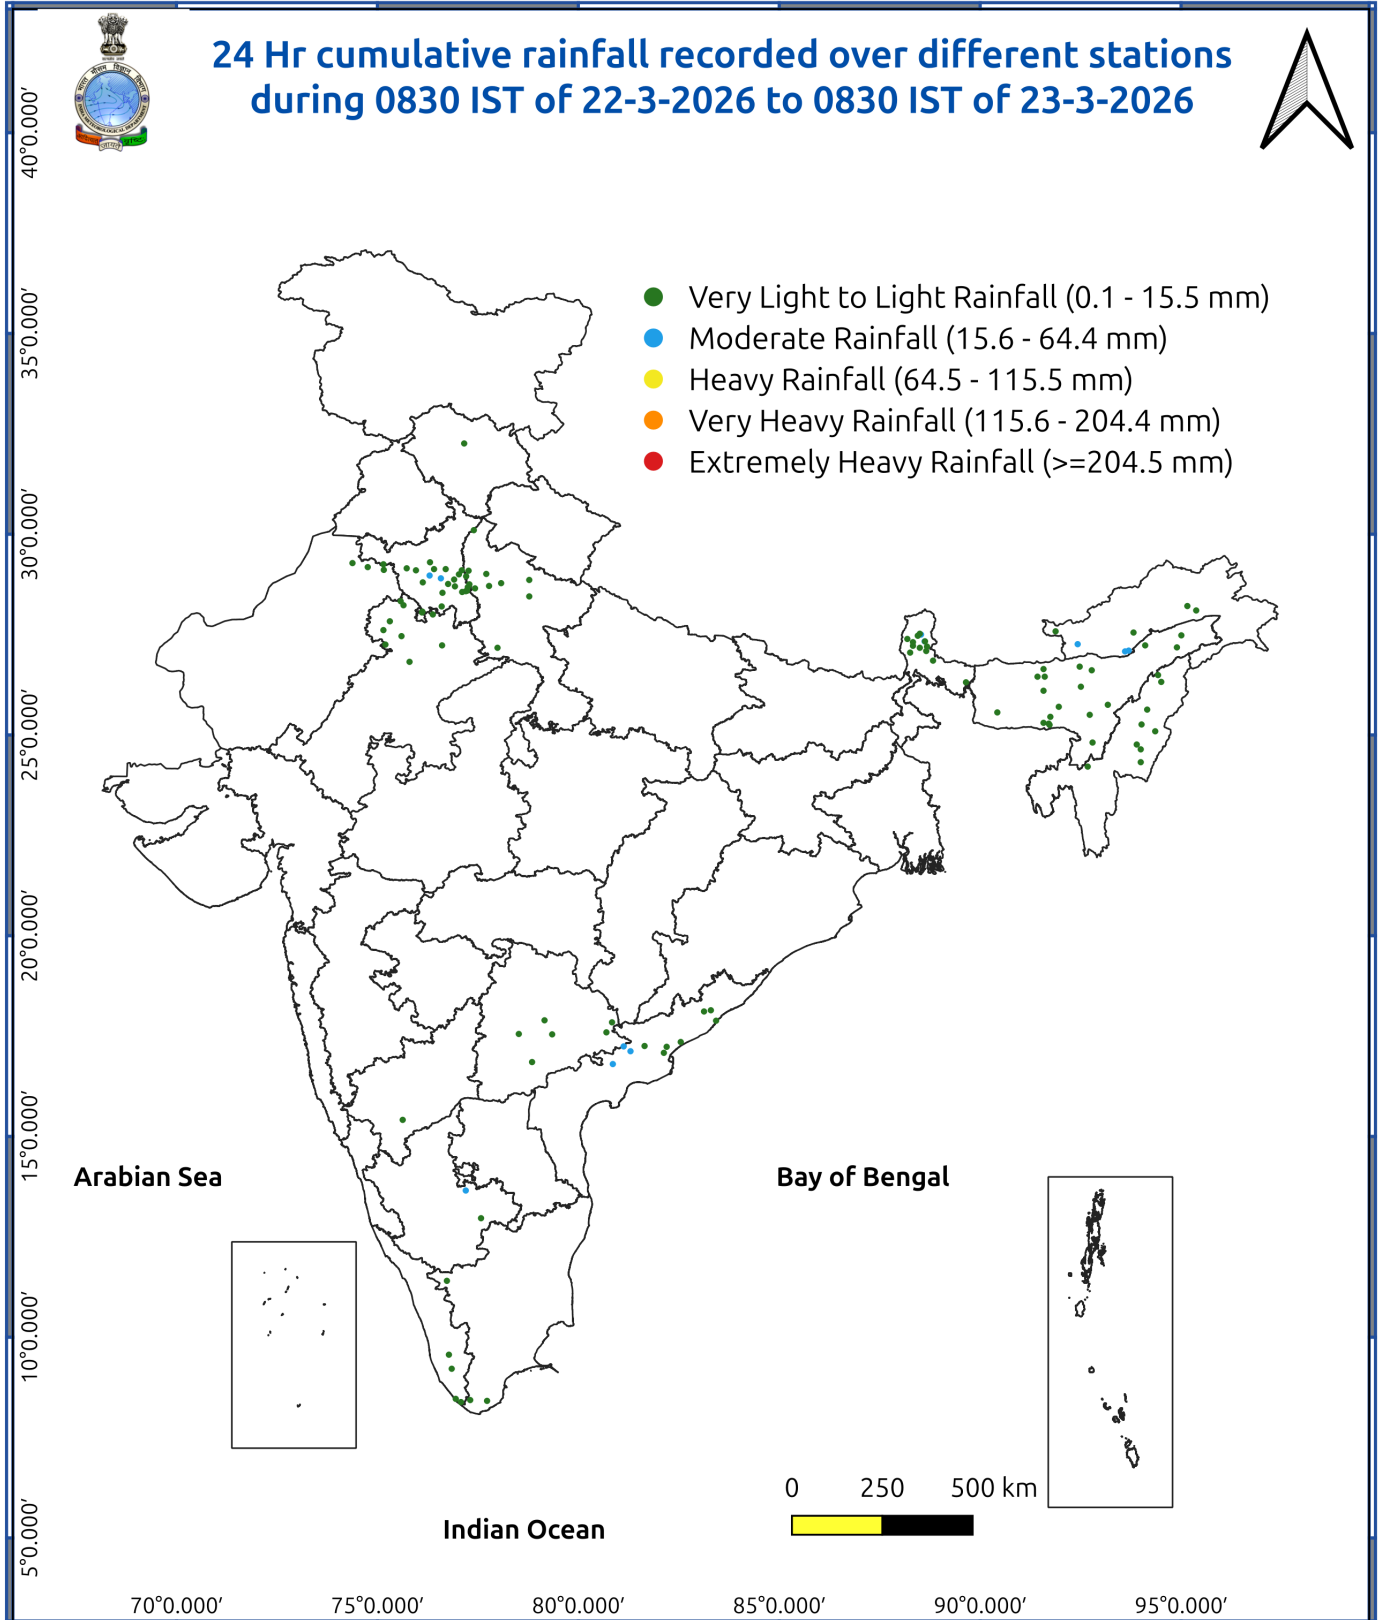 24 Hr cumulative rainfall recorded over different stations
during 0830 IST of 22-3-2026 to 0830 IST of 23-3-2026
Very Light to Light Rainfall (0.1 - 15.5 mm)
Moderate Rainfall (15.6 - 64.4 mm)
Heavy Rainfall (64.5 - 115.5 mm)
Very Heavy Rainfall (115.6 - 204.4 mm)
Extremely Heavy Rainfall (>=204.5 mm)
40°0.000′
35°0.000′
30°0.000′
25°0.000′
20°0.000′
15°0.000′
10°0.000′
5°0.000′
Arabian Sea
Bay of Bengal
Indian Ocean
0 250 500 km
70°0.000′ 75°0.000′ 80°0.000′ 85°0.000′ 90°0.000′ 95°0.000′